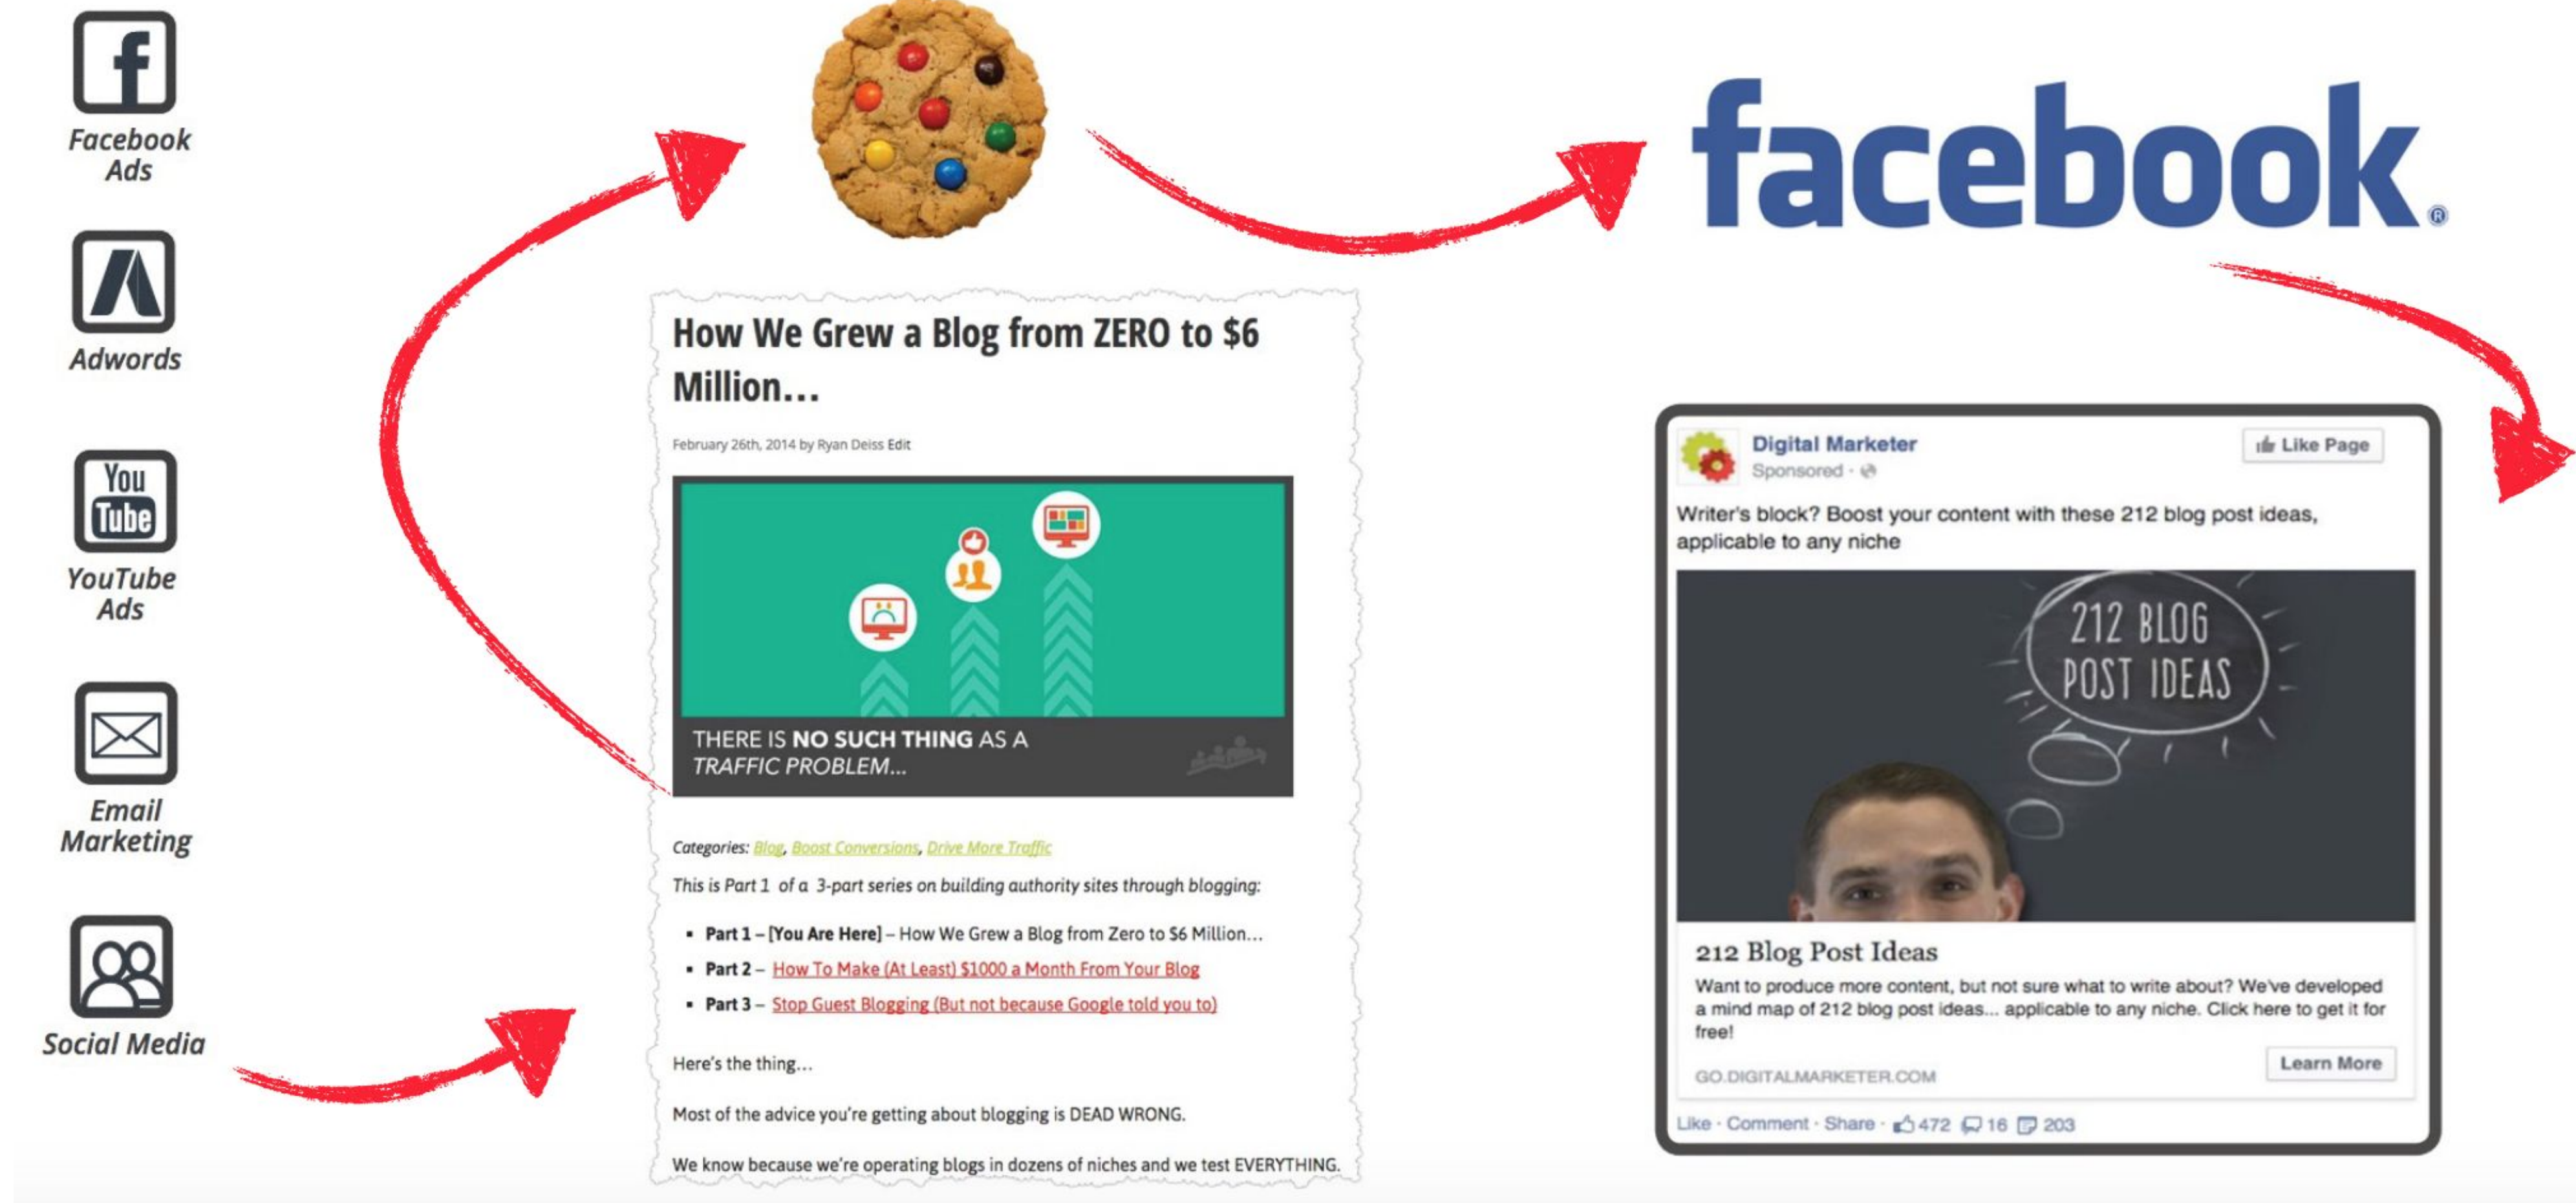 Facebook
Ads
Adwords
You
Tube
YouTube
Ads
Email
Marketing
Social Media
How We Grew a Blog from ZERO to $6
Million...
February 26th, 2014 by Ryan Deiss Edit
THERE IS NO SUCH THING AS A
TRAFFIC PROBLEM...
Categories: Blog, Boost Conversions, Drive More Traffic
This is Part 1 of a 3-part series on building authority sites through blogging:
▪ Part 1 – [You Are Here] – How We Grew a Blog from Zero to $6 Million...
▪ Part 2 – How To Make (At Least) $1000 a Month From Your Blog
▪ Part 3 – Stop Guest Blogging (But not because Google told you to)
Here's the thing...
Most of the advice you're getting about blogging is DEAD WRONG.
We know because we're operating blogs in dozens of niches and we test EVERYTHING.
facebook®
Digital Marketer
Like Page
Sponsored ·
Writer's block? Boost your content with these 212 blog post ideas,
applicable to any niche
212 BLOG
POST IDEAS
212 Blog Post Ideas
Want to produce more content, but not sure what to write about? We've developed
a mind map of 212 blog post ideas... applicable to any niche. Click here to get it for
free!
Learn More
GO.DIGITALMARKETER.COM
Like · Comment · Share · 472 16 203